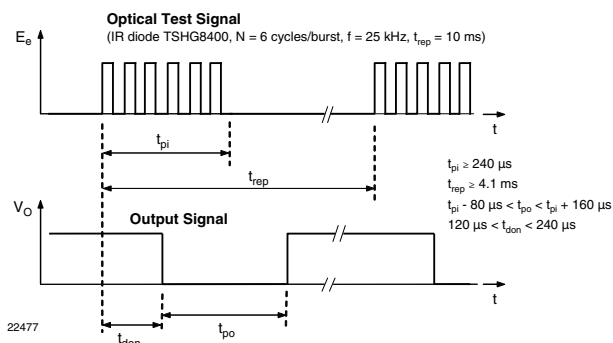 Optical Test Signal
(IR diode TSHG8400, N = 6 cycles/burst, f = 25 kHz, t_rep = 10 ms)
E_e
t
t_pi
t_rep
t_pi ≥ 240 µs
t_rep ≥ 4.1 ms
t_pi - 80 µs < t_po < t_pi + 160 µs
120 µs < t_don < 240 µs
V_O
Output Signal
t
22477
t_po
t_don